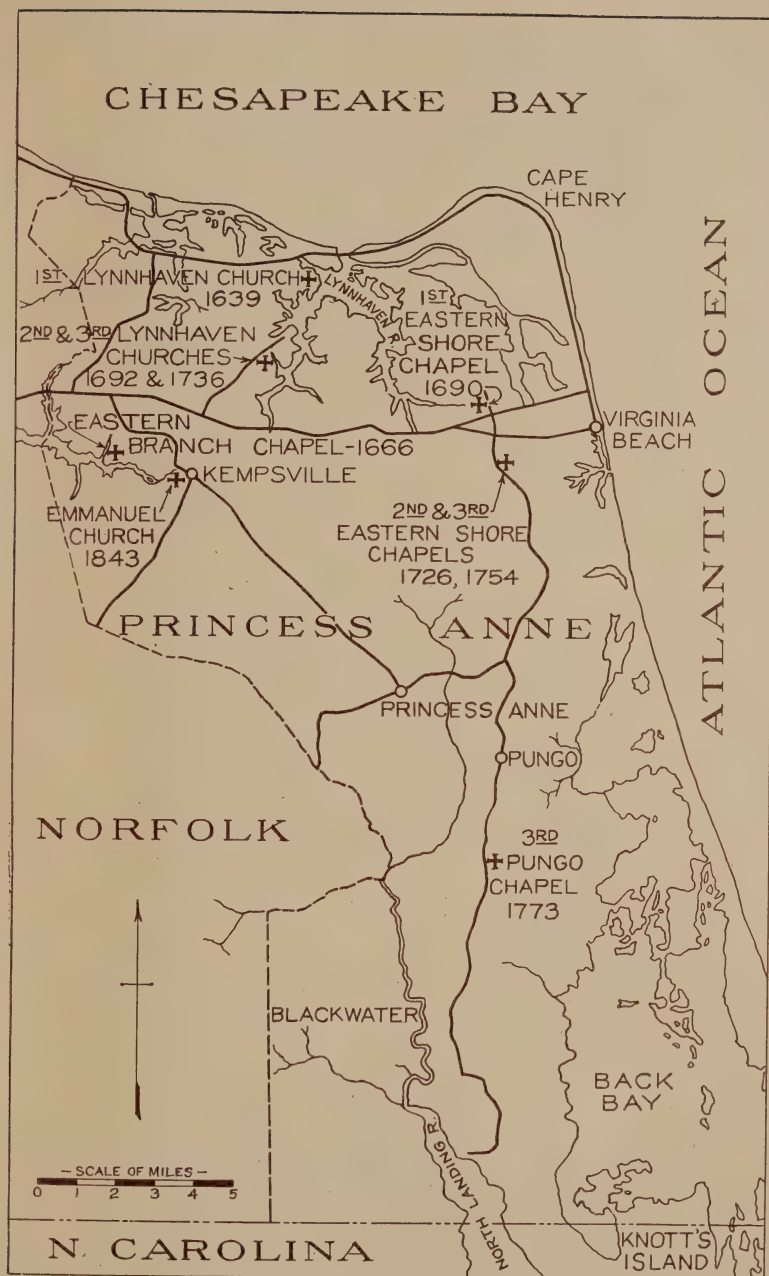 CHESAPEAKE BAY
CAPE
HENRY
ATLANTIC OCEAN
1ST LYNNHAVEN CHURCH
1639
LYNNHAVEN R.
1ST
EASTERN
SHORE
CHAPEL
1690
2ND & 3RD LYNNHAVEN
CHURCHES
1692 & 1736
VIRGINIA
BEACH
EASTERN
BRANCH CHAPEL-1666
KEMPSVILLE
EMMANUEL
CHURCH
1843
2ND & 3RD
EASTERN SHORE
CHAPELS
1726, 1754
PRINCESS ANNE
PRINCESS ANNE
PUNGO
NORFOLK
3RD
PUNGO
CHAPEL
1773
BLACKWATER
BACK
BAY
NORTH LANDING R.
- SCALE OF MILES -
0 1 2 3 4 5
N. CAROLINA
KNOTT'S
ISLAND